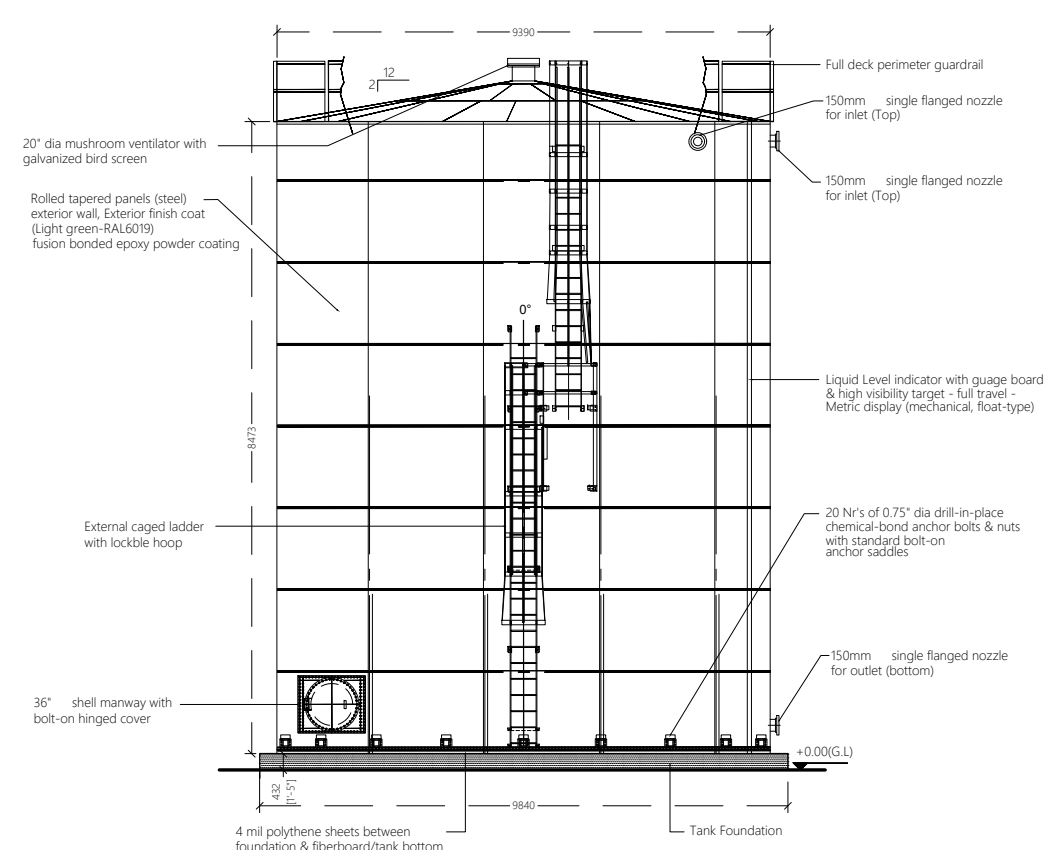 9390
12
2
Full deck perimeter guardrail
150mm single flanged nozzle
for inlet (Top)
20" dia mushroom ventilator with
galvanized bird screen
150mm single flanged nozzle
for inlet (Top)
Rolled tapered panels (steel)
exterior wall, Exterior finish coat
(Light green-RAL6019)
fusion bonded epoxy powder coating
0°
Liquid Level indicator with guage board
& high visibility target - full travel -
Metric display (mechanical, float-type)
8473
External caged ladder
with lockble hoop
20 Nr's of 0.75" dia drill-in-place
chemical-bond anchor bolts & nuts
with standard bolt-on
anchor saddles
150mm single flanged nozzle
for outlet (bottom)
36" shell manway with
bolt-on hinged cover
+0.00(G.L)
432
[1'-5"]
9840
4 mil polythene sheets between
foundation & fiberboard/tank bottom
Tank Foundation